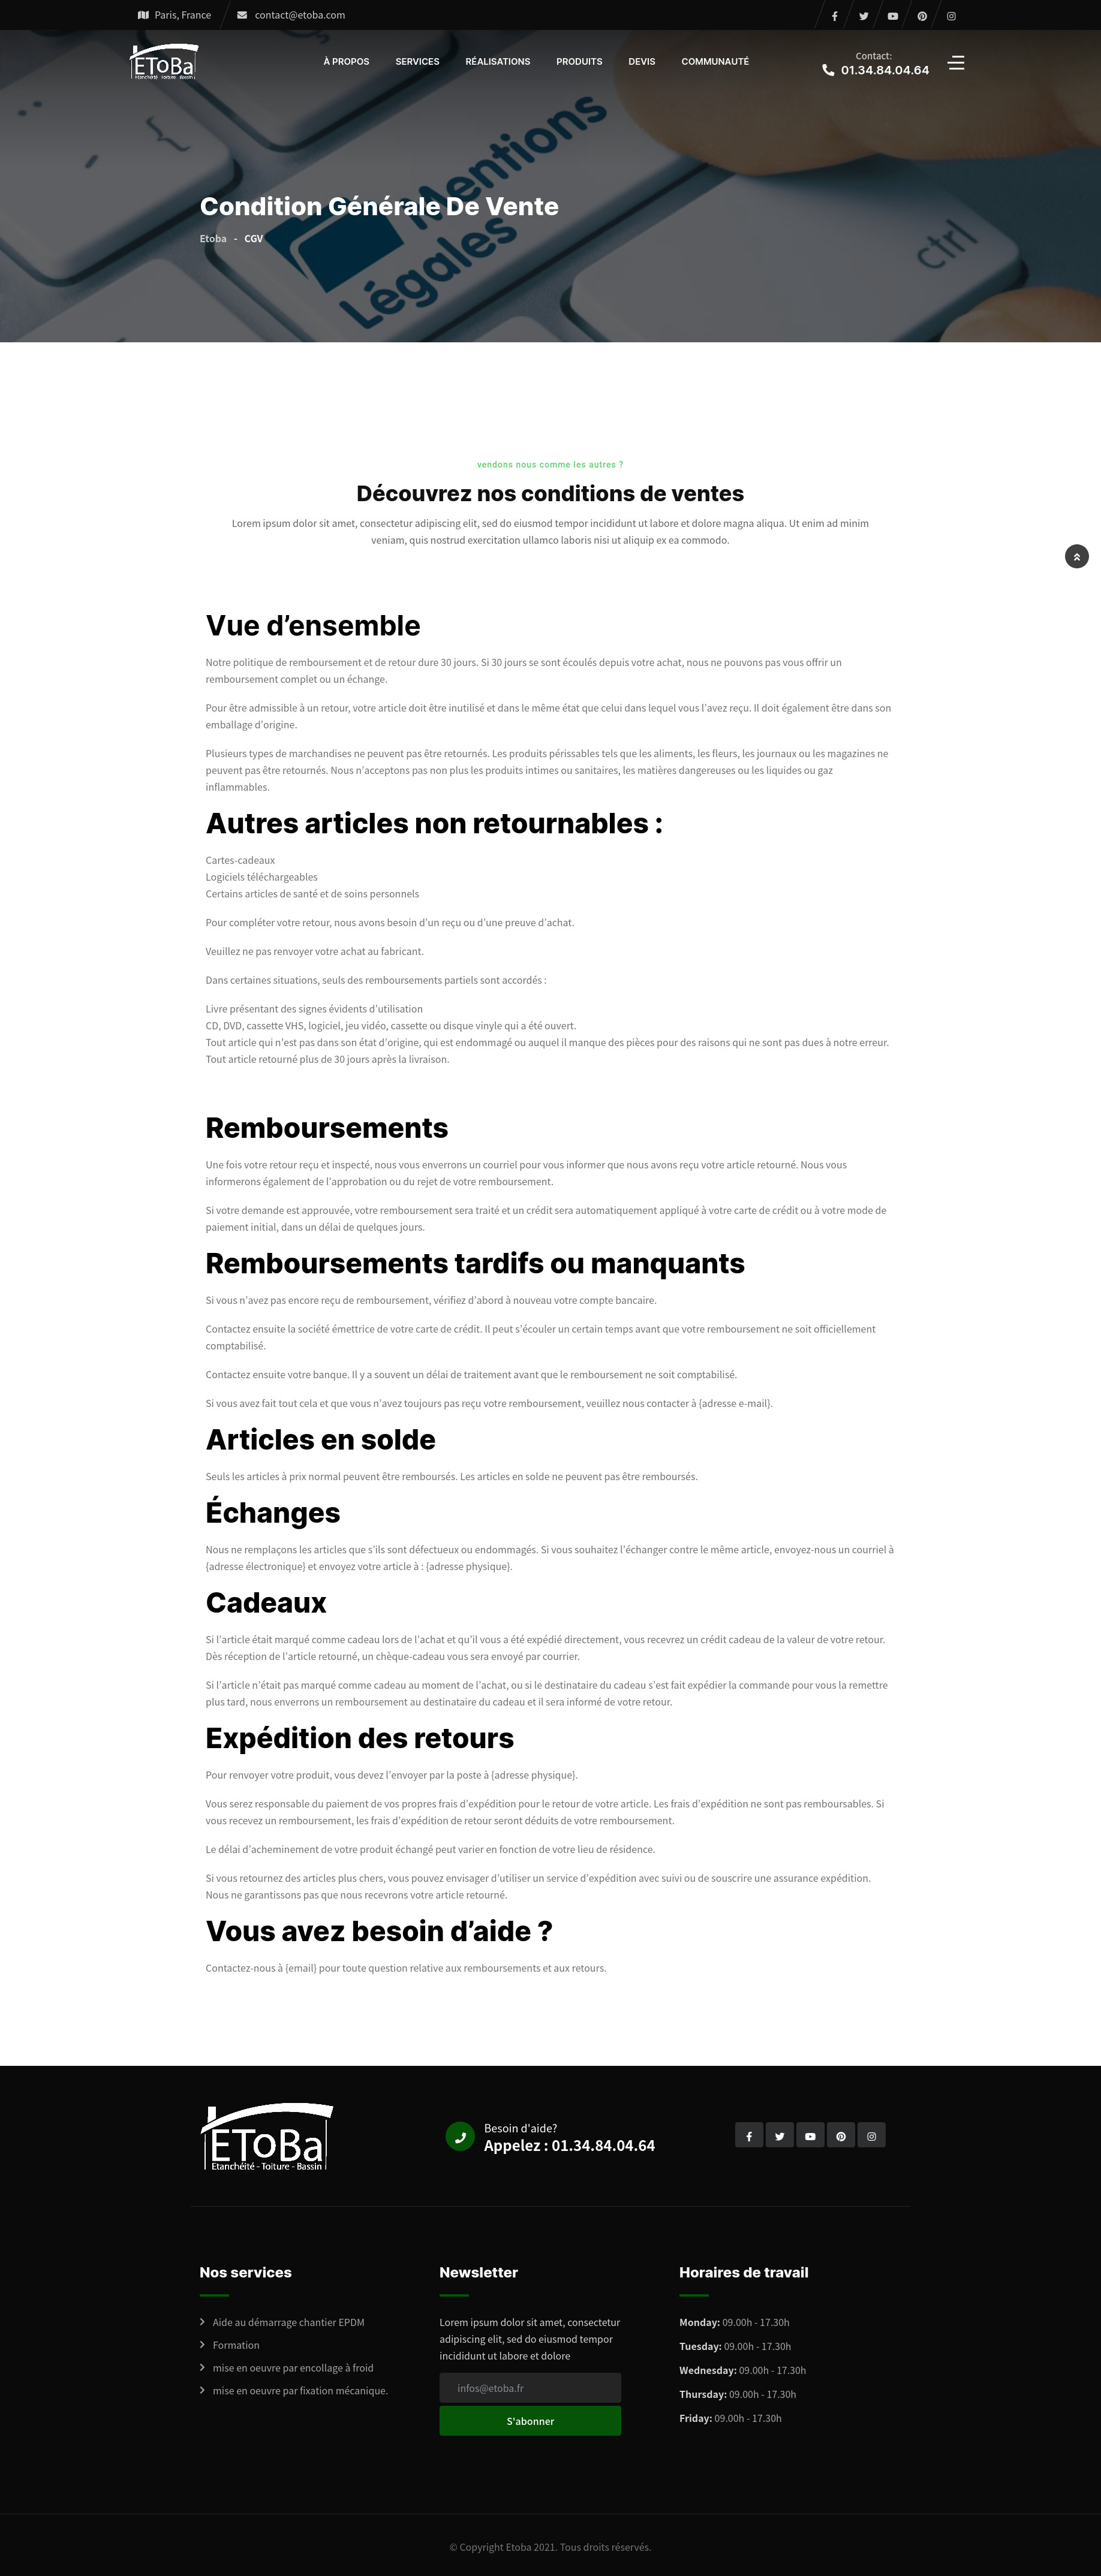 Paris, France
contact@etoba.com
EToBa
Etanchéité - Toiture - Bassin
À PROPOS
SERVICES
RÉALISATIONS
PRODUITS
DEVIS
COMMUNAUTÉ
Contact:
01.34.84.04.64
Mentions
Légales
ctrl
Condition Générale De Vente
Etoba - CGV
vendons nous comme les autres ?
Découvrez nos conditions de ventes
Lorem ipsum dolor sit amet, consectetur adipiscing elit, sed do eiusmod tempor incididunt ut labore et dolore magna aliqua. Ut enim ad minim
veniam, quis nostrud exercitation ullamco laboris nisi ut aliquip ex ea commodo.
Vue d’ensemble
Notre politique de remboursement et de retour dure 30 jours. Si 30 jours se sont écoulés depuis votre achat, nous ne pouvons pas vous offrir un
remboursement complet ou un échange.
Pour être admissible à un retour, votre article doit être inutilisé et dans le même état que celui dans lequel vous l’avez reçu. Il doit également être dans son
emballage d’origine.
Plusieurs types de marchandises ne peuvent pas être retournés. Les produits périssables tels que les aliments, les fleurs, les journaux ou les magazines ne
peuvent pas être retournés. Nous n’acceptons pas non plus les produits intimes ou sanitaires, les matières dangereuses ou les liquides ou gaz
inflammables.
Autres articles non retournables :
Cartes-cadeaux
Logiciels téléchargeables
Certains articles de santé et de soins personnels
Pour compléter votre retour, nous avons besoin d’un reçu ou d’une preuve d’achat.
Veuillez ne pas renvoyer votre achat au fabricant.
Dans certaines situations, seuls des remboursements partiels sont accordés :
Livre présentant des signes évidents d’utilisation
CD, DVD, cassette VHS, logiciel, jeu vidéo, cassette ou disque vinyle qui a été ouvert.
Tout article qui n’est pas dans son état d’origine, qui est endommagé ou auquel il manque des pièces pour des raisons qui ne sont pas dues à notre erreur.
Tout article retourné plus de 30 jours après la livraison.
Remboursements
Une fois votre retour reçu et inspecté, nous vous enverrons un courriel pour vous informer que nous avons reçu votre article retourné. Nous vous
informerons également de l’approbation ou du rejet de votre remboursement.
Si votre demande est approuvée, votre remboursement sera traité et un crédit sera automatiquement appliqué à votre carte de crédit ou à votre mode de
paiement initial, dans un délai de quelques jours.
Remboursements tardifs ou manquants
Si vous n’avez pas encore reçu de remboursement, vérifiez d’abord à nouveau votre compte bancaire.
Contactez ensuite la société émettrice de votre carte de crédit. Il peut s’écouler un certain temps avant que votre remboursement ne soit officiellement
comptabilisé.
Contactez ensuite votre banque. Il y a souvent un délai de traitement avant que le remboursement ne soit comptabilisé.
Si vous avez fait tout cela et que vous n’avez toujours pas reçu votre remboursement, veuillez nous contacter à {adresse e-mail}.
Articles en solde
Seuls les articles à prix normal peuvent être remboursés. Les articles en solde ne peuvent pas être remboursés.
Échanges
Nous ne remplaçons les articles que s’ils sont défectueux ou endommagés. Si vous souhaitez l’échanger contre le même article, envoyez-nous un courriel à
{adresse électronique} et envoyez votre article à : {adresse physique}.
Cadeaux
Si l’article était marqué comme cadeau lors de l’achat et qu’il vous a été expédié directement, vous recevrez un crédit cadeau de la valeur de votre retour.
Dès réception de l’article retourné, un chèque-cadeau vous sera envoyé par courrier.
Si l’article n’était pas marqué comme cadeau au moment de l’achat, ou si le destinataire du cadeau s’est fait expédier la commande pour vous la remettre
plus tard, nous enverrons un remboursement au destinataire du cadeau et il sera informé de votre retour.
Expédition des retours
Pour renvoyer votre produit, vous devez l’envoyer par la poste à {adresse physique}.
Vous serez responsable du paiement de vos propres frais d’expédition pour le retour de votre article. Les frais d’expédition ne sont pas remboursables. Si
vous recevez un remboursement, les frais d’expédition de retour seront déduits de votre remboursement.
Le délai d’acheminement de votre produit échangé peut varier en fonction de votre lieu de résidence.
Si vous retournez des articles plus chers, vous pouvez envisager d’utiliser un service d’expédition avec suivi ou de souscrire une assurance expédition.
Nous ne garantissons pas que nous recevrons votre article retourné.
Vous avez besoin d’aide ?
Contactez-nous à {email} pour toute question relative aux remboursements et aux retours.
EToBa
Etanchéité - Toiture - Bassin
Besoin d'aide?
Appelez : 01.34.84.04.64
Nos services
Aide au démarrage chantier EPDM
Formation
mise en oeuvre par encollage à froid
mise en oeuvre par fixation mécanique.
Newsletter
Lorem ipsum dolor sit amet, consectetur
adipiscing elit, sed do eiusmod tempor
incididunt ut labore et dolore
infos@etoba.fr
S'abonner
Horaires de travail
Monday: 09.00h - 17.30h
Tuesday: 09.00h - 17.30h
Wednesday: 09.00h - 17.30h
Thursday: 09.00h - 17.30h
Friday: 09.00h - 17.30h
© Copyright Etoba 2021. Tous droits réservés.